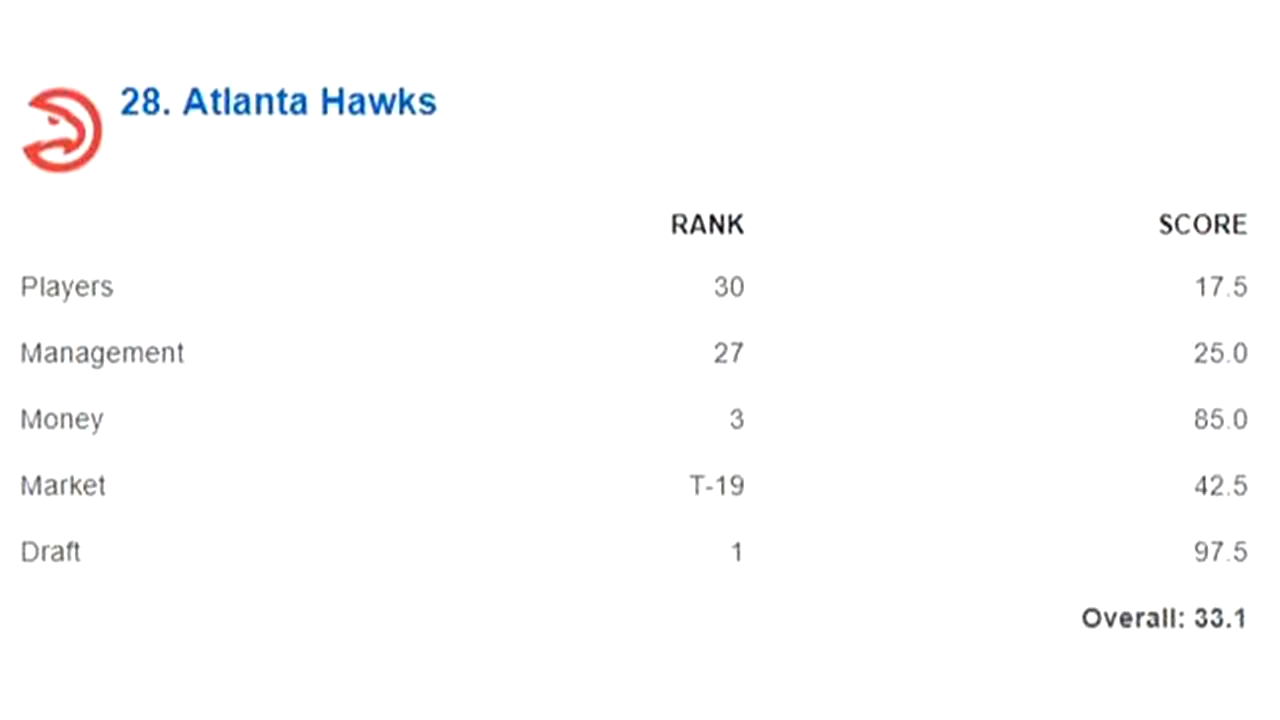 28. Atlanta Hawks
RANK SCORE
Players 30 17.5
Management 27 25.0
Money 3 85.0
Market T-19 42.5
Draft 1 97.5
Overall: 33.1